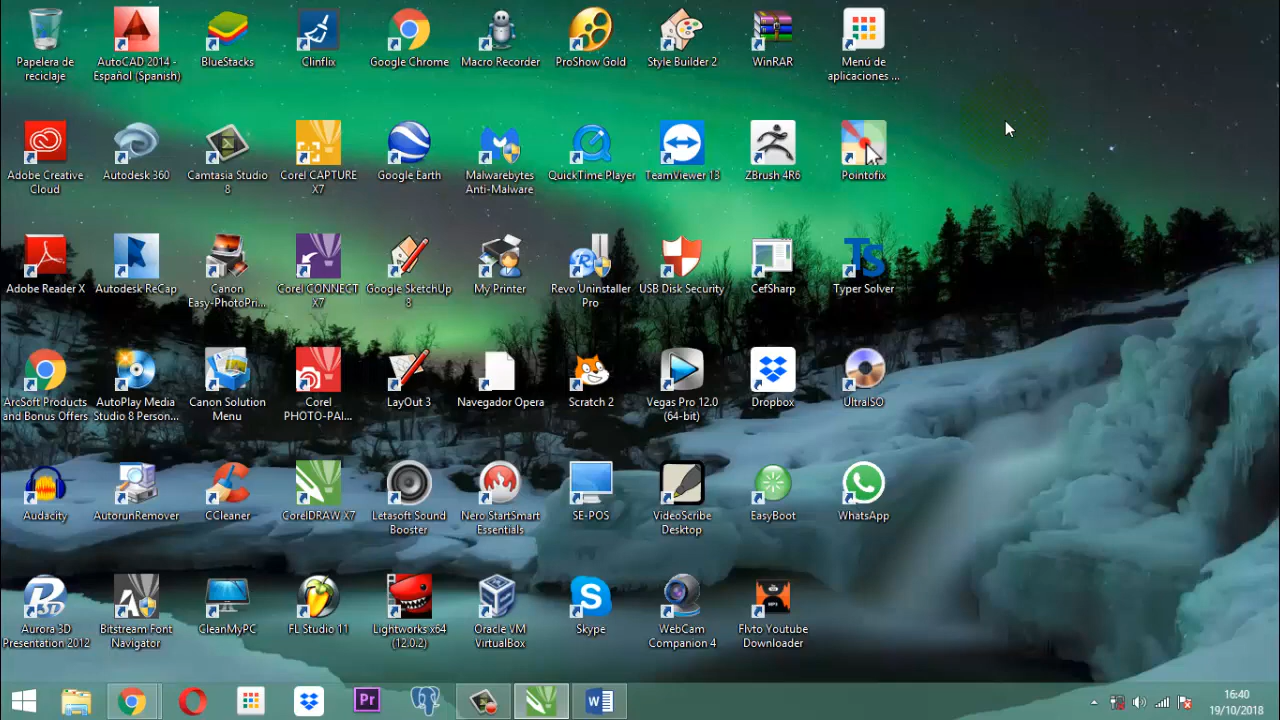 Papelera de
reciclaje
AutoCAD 2014 -
Español (Spanish)
BlueStacks
Clinflix
Google Chrome
Macro Recorder
ProShow Gold
Style Builder 2
WinRAR
Menú de
aplicaciones ...
Adobe Creative
Cloud
Autodesk 360
Camtasia Studio
8
Corel CAPTURE
X7
Google Earth
Malwarebytes
Anti-Malware
QuickTime Player
TeamViewer 13
ZBrush 4R6
Pointofix
Adobe Reader X
Autodesk ReCap
Canon
Easy-PhotoPri...
Corel CONNECT
X7
Google SketchUp
8
My Printer
Revo Uninstaller
Pro
USB Disk Security
CefSharp
TS
Typer Solver
ArcSoft Products
and Bonus Offers
AutoPlay Media
Studio 8 Person...
Canon Solution
Menu
Corel
PHOTO-PAI...
LayOut 3
Navegador Opera
Scratch 2
Vegas Pro 12.0
(64-bit)
Dropbox
UltraISO
Audacity
AutorunRemover
CCleaner
CorelDRAW X7
Letasoft Sound
Booster
Nero StartSmart
Essentials
SE-POS
VideoScribe
Desktop
EasyBoot
WhatsApp
Aurora 3D
Presentation 2012
Bitstream Font
Navigator
CleanMyPC
FL Studio 11
Lightworks x64
(12.0.2)
Oracle VM
VirtualBox
Skype
WebCam
Companion 4
Flvto Youtube
Downloader
Pr
16:40
19/10/2018